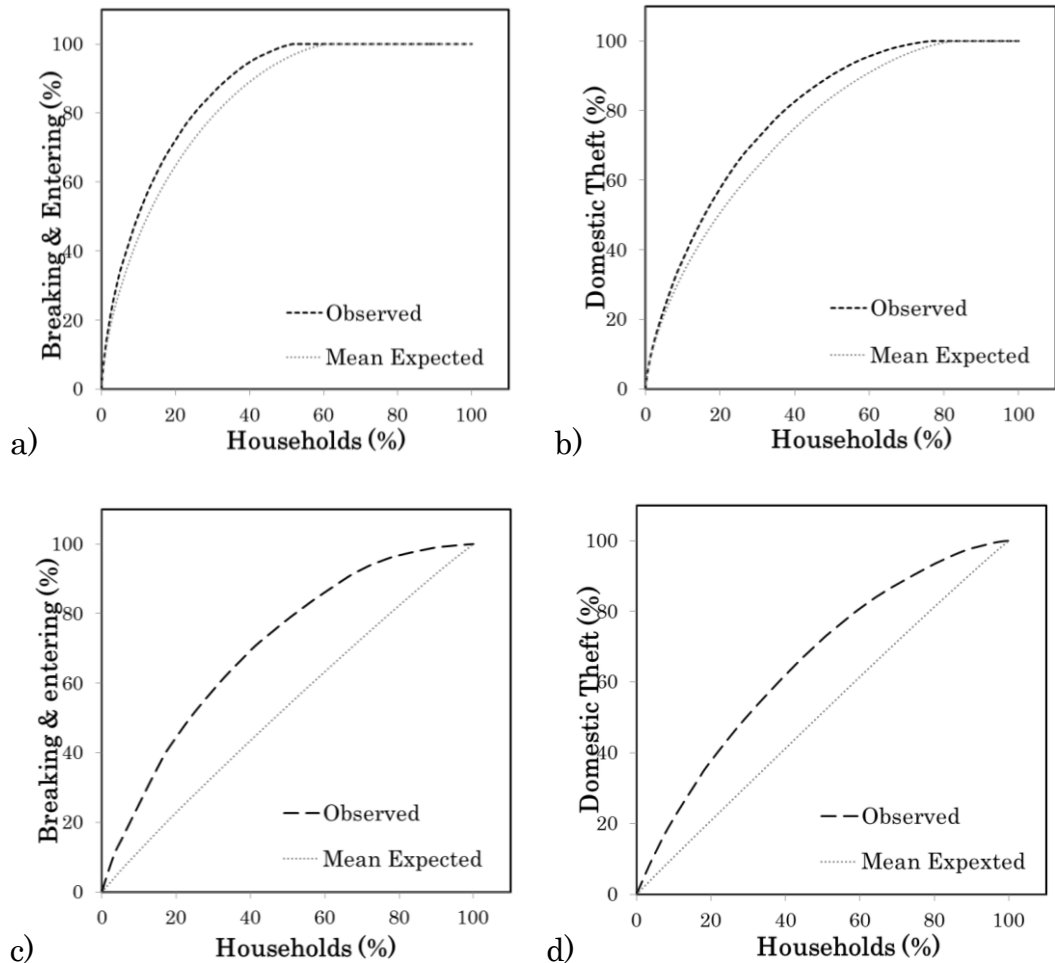 Breaking & Entering (%)
100
80
60
40
20
0
Observed
Mean Expected
0 20 40 60 80 100
Households (%)
a)
Domestic Theft (%)
100
80
60
40
20
0
Observed
Mean Expected
0 20 40 60 80 100
Households (%)
b)
Breaking & entering (%)
100
80
60
40
20
0
Observed
Mean Expected
0 20 40 60 80 100
Households (%)
c)
Domestic Theft (%)
100
80
60
40
20
0
Observed
Mean Expexted
0 20 40 60 80 100
Households (%)
d)